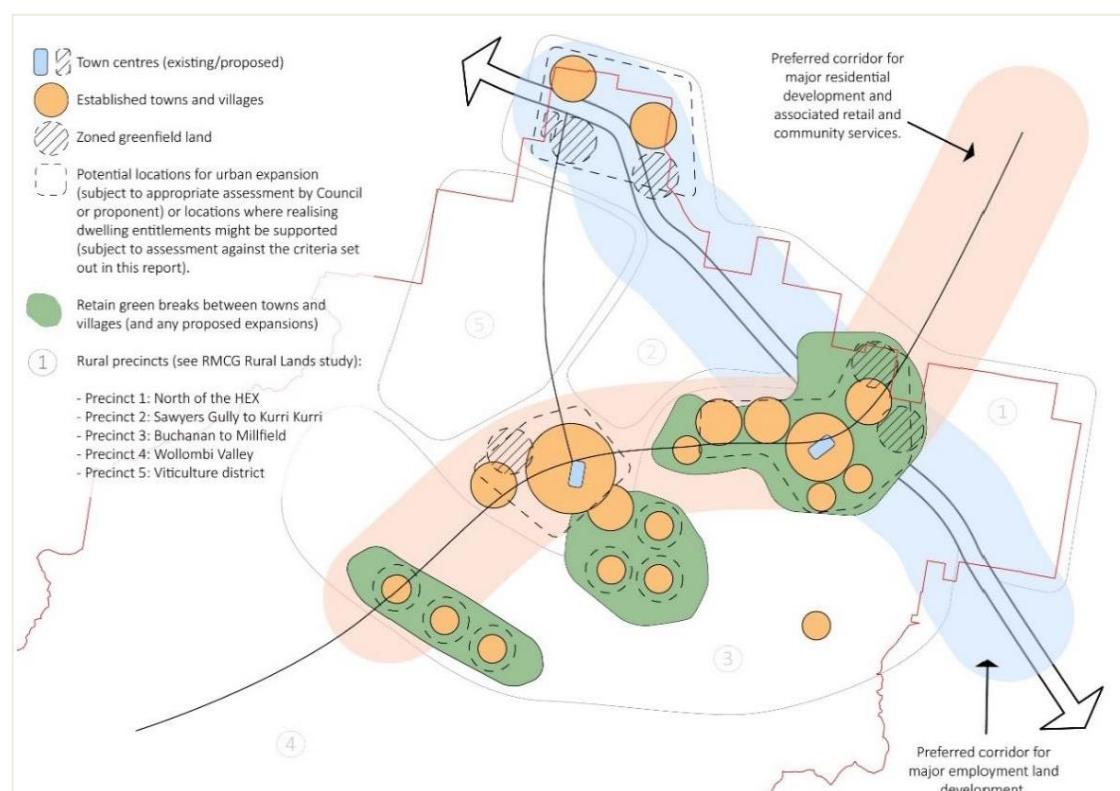 Town centres (existing/proposed)
Established towns and villages
Zoned greenfield land
Potential locations for urban expansion
(subject to appropriate assessment by Council
or proponent) or locations where realising
dwelling entitlements might be supported
(subject to assessment against the criteria set
out in this report).
Retain green breaks between towns and
villages (and any proposed expansions)
1
Rural precincts (see RMCG Rural Lands study):
- Precinct 1: North of the HEX
- Precinct 2: Sawyers Gully to Kurri Kurri
- Precinct 3: Buchanan to Millfield
- Precinct 4: Wollombi Valley
- Precinct 5: Viticulture district
Preferred corridor for
major residential
development and
associated retail and
community services.
5
2
1
3
4
Preferred corridor for
major employment land
development